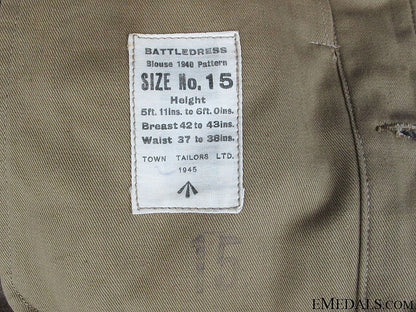 BATTLEDRESS
Blouse 1940 Pattern
SIZE No. 15
Height
5ft. 11ins. to 6ft. 0ins.
Breast 42 to 43ins.
Waist 37 to 38ins.
TOWN TAILORS LTD.
1945
15
EMEDALS.COM